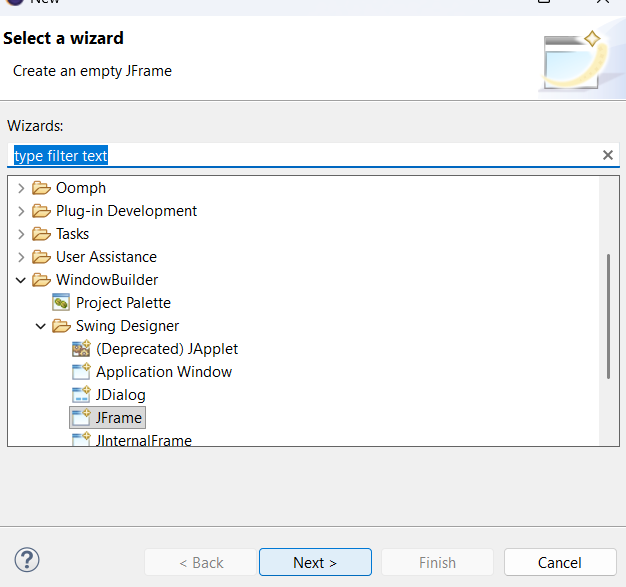 New
Select a wizard
Create an empty JFrame
Wizards:
type filter text
Oomph
Plug-in Development
Tasks
User Assistance
WindowBuilder
Project Palette
Swing Designer
(Deprecated) JApplet
Application Window
JDialog
JFrame
JInternalFrame
? < Back Next > Finish Cancel